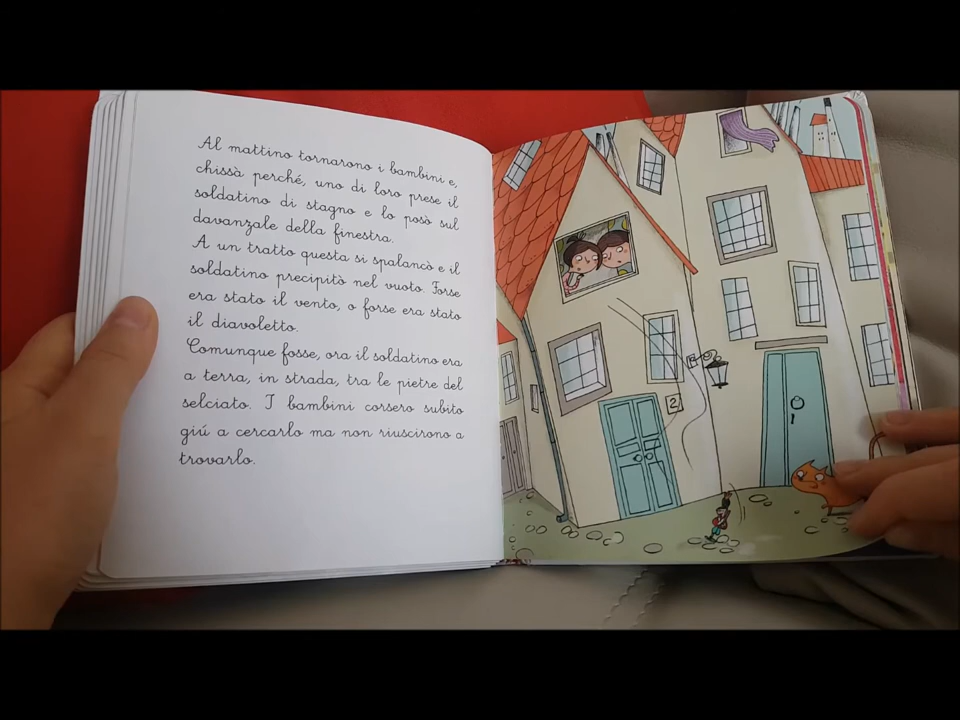 Al mattino tornarono i bambini e,
chissà perché, uno di loro prese il
soldatino di stagno e lo posò sul
davanzale della finestra.
A un tratto questa si spalancò e il
soldatino precipitò nel vuoto. Forse
era stato il vento, o forse era stato
il diavoletto.
Comunque fosse, ora il soldatino era
a terra, in strada, tra le pietre del
selciato. I bambini corsero subito
giú a cercarlo ma non riuscirono a
trovarlo.
2